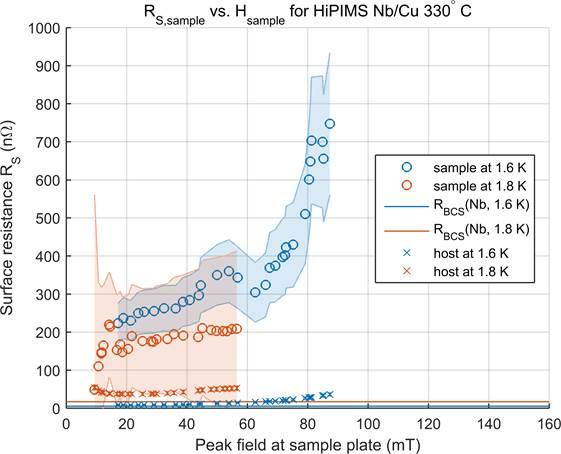 R_S,sample vs. H_sample for HiPIMS Nb/Cu 330° C
Surface resistance R_S (nΩ)
1000
900
800
700
600
500
400
300
200
100
0
sample at 1.6 K
sample at 1.8 K
R_BCS(Nb, 1.6 K)
R_BCS(Nb, 1.8 K)
host at 1.6 K
host at 1.8 K
0 20 40 60 80 100 120 140 160
Peak field at sample plate (mT)